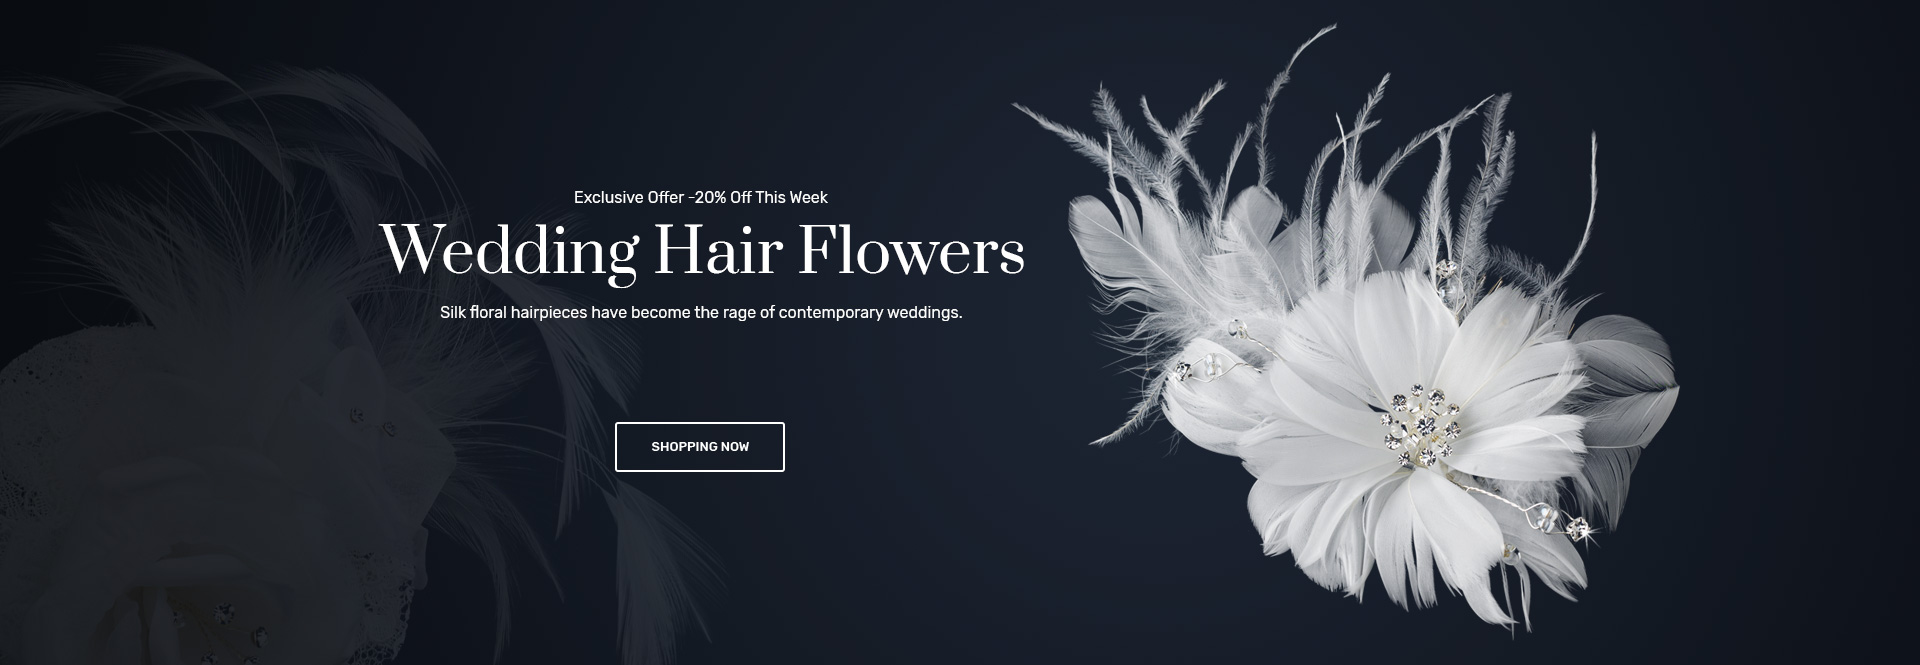 Exclusive Offer -20% Off This Week
Wedding Hair Flowers
Silk floral hairpieces have become the rage of contemporary weddings.
SHOPPING NOW